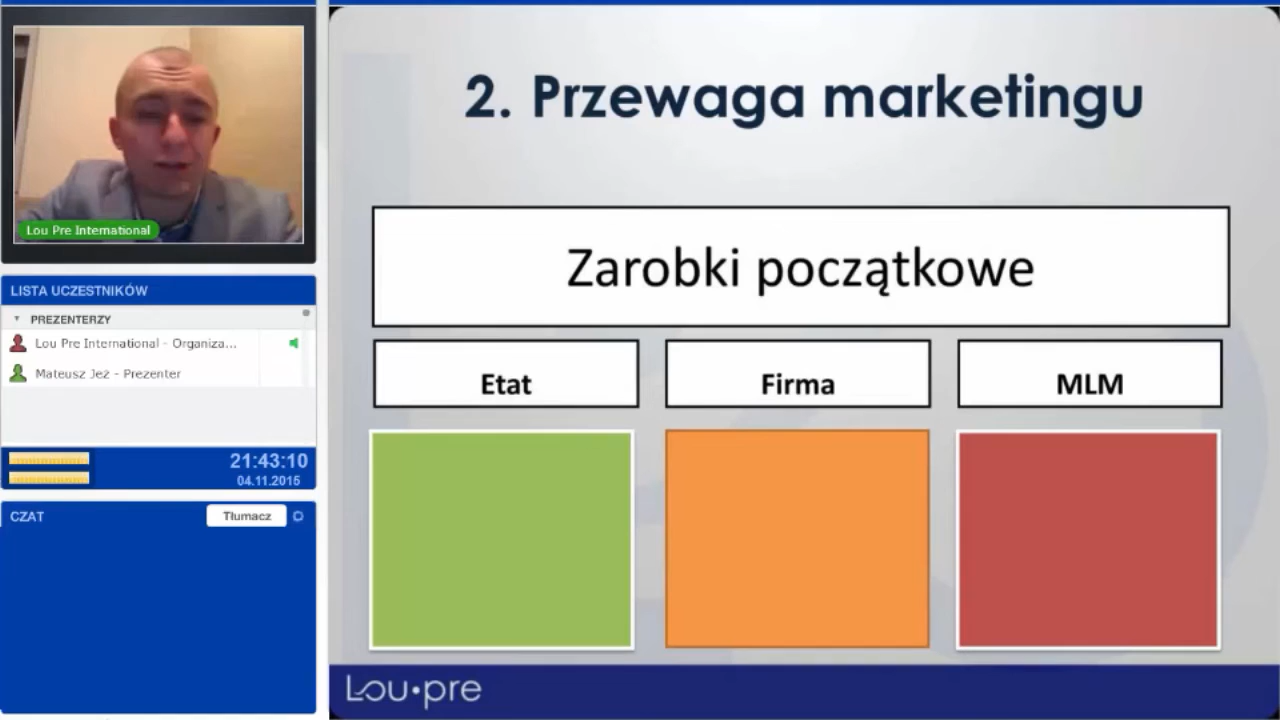 Lou Pre International
LISTA UCZESTNIKÓW
PREZENTERZY
Lou Pre International - Organiza...
Mateusz Jeż - Prezenter
21:43:10
04.11.2015
CZAT
Tłumacz
2. Przewaga marketingu
Zarobki początkowe
Etat
Firma
MLM
Lou•pre